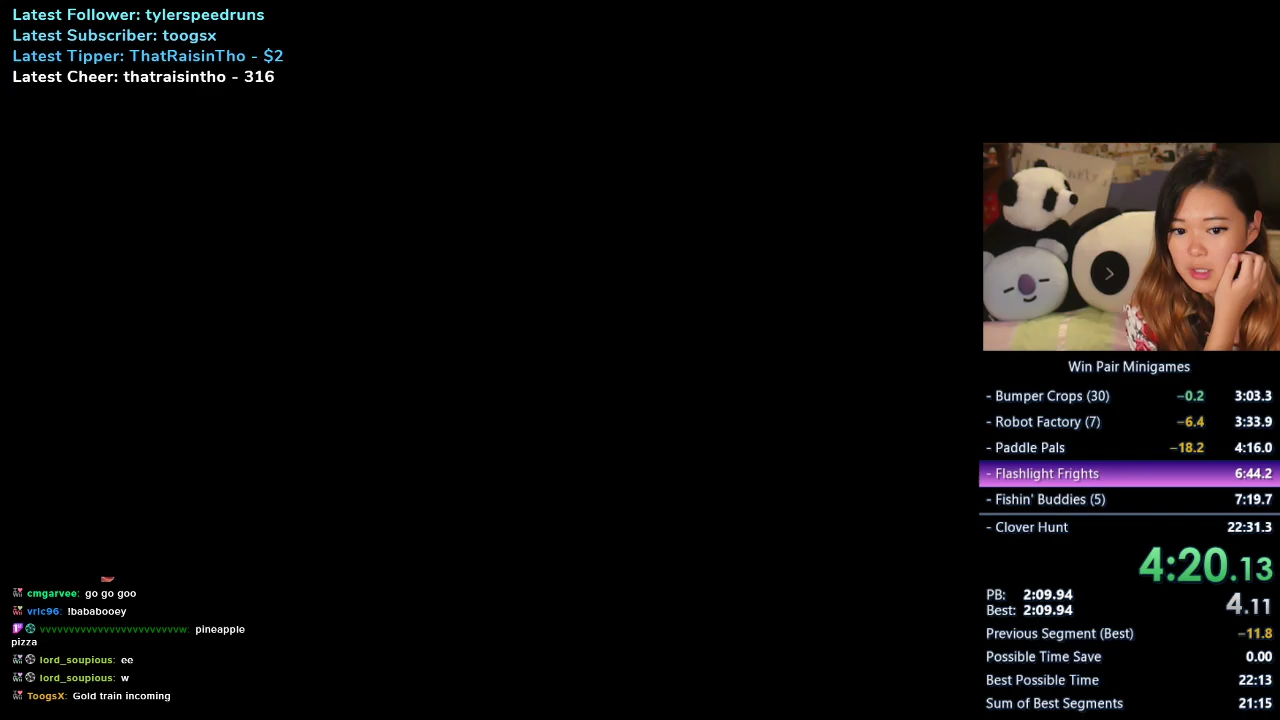 Latest Follower: tylerspeedruns
Latest Subscriber: toogsx
Latest Tipper: ThatRaisinTho - $2
Latest Cheer: thatraisintho - 316
Win Pair Minigames
- Bumper Crops (30) −0.2 3:03.3
- Robot Factory (7) −6.4 3:33.9
- Paddle Pals −18.2 4:16.0
- Flashlight Frights 6:44.2
- Fishin' Buddies (5) 7:19.7
- Clover Hunt 22:31.3
4:20.13
PB: 2:09.94
Best: 2:09.94
4.11
Previous Segment (Best) −11.8
Possible Time Save 0.00
Best Possible Time 22:13
Sum of Best Segments 21:15
cmgarvee: go go goo
vric96: !bababooey
vvvvvvvvvvvvvvvvvvvvvvvvw: pineapple
pizza
lord_soupious: ee
lord_soupious: w
ToogsX: Gold train incoming